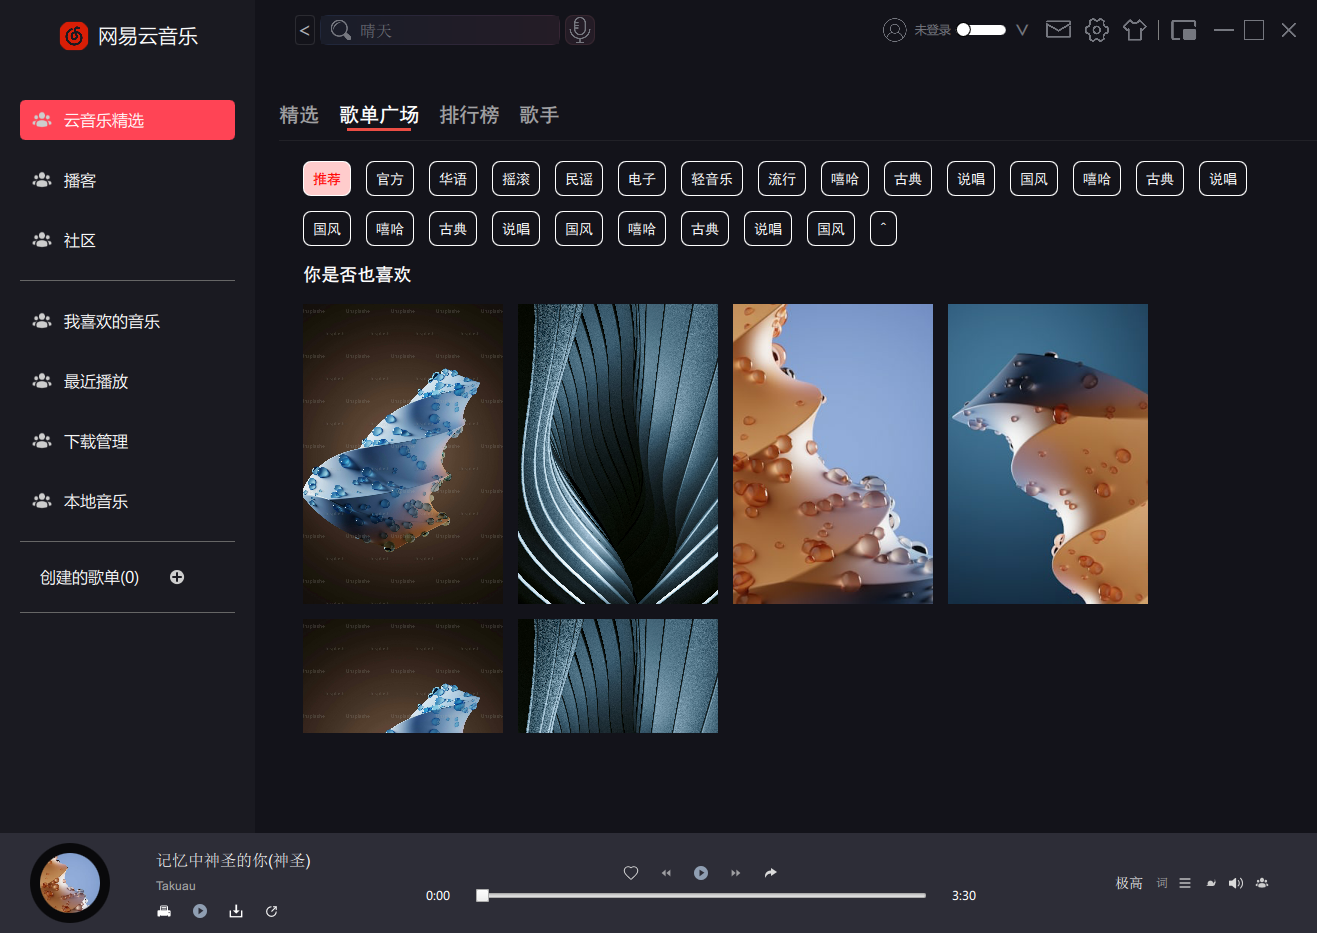 网易云音乐
<
晴天
未登录
云音乐精选
播客
社区
我喜欢的音乐
最近播放
下载管理
本地音乐
创建的歌单(0)
精选 歌单广场 排行榜 歌手
推荐 官方 华语 摇滚 民谣 电子 轻音乐 流行 嘻哈 古典 说唱 国风 嘻哈 古典 说唱
国风 嘻哈 古典 说唱 国风 嘻哈 古典 说唱 国风 ^
你是否也喜欢
记忆中神圣的你(神圣)
Takuau
0:00
3:30
极高 词